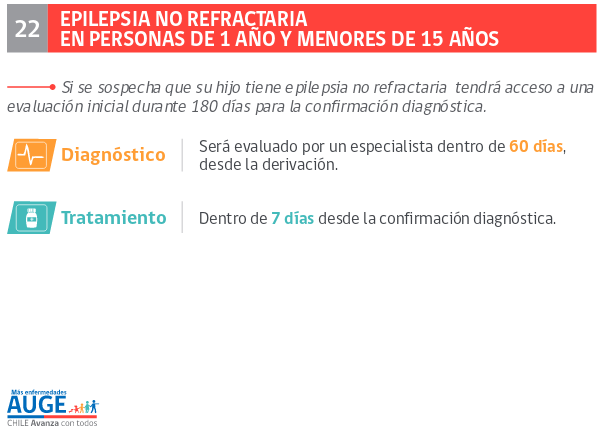 22
EPILEPSIA NO REFRACTARIA
EN PERSONAS DE 1 AÑO Y MENORES DE 15 AÑOS
Si se sospecha que su hijo tiene epilepsia no refractaria tendrá acceso a una
evaluación inicial durante 180 días para la confirmación diagnóstica.
Diagnóstico
Será evaluado por un especialista dentro de 60 días,
desde la derivación.
Tratamiento
Dentro de 7 días desde la confirmación diagnóstica.
Más enfermedades
AUGE
CHILE Avanza con todos